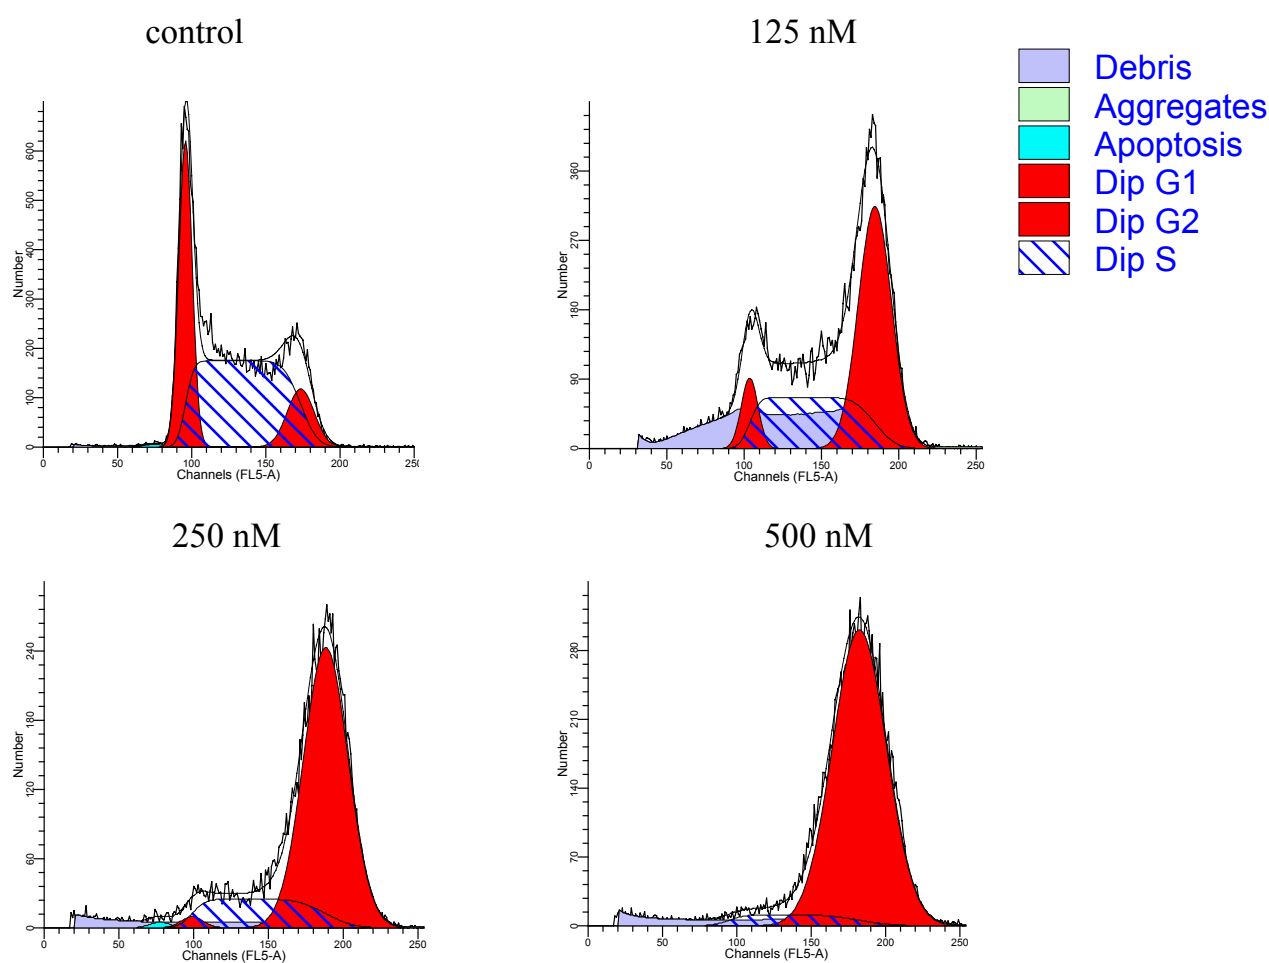 control
125 nM
Debris
Aggregates
Apoptosis
Dip G1
Dip G2
Dip S
Number
0 100 200 300 400 500 600
0 50 100 150 200 250
Channels (FL5-A)
Number
0 90 180 270 360
0 50 100 150 200 250
Channels (FL5-A)
250 nM
500 nM
Number
0 60 120 180 240
0 50 100 150 200 250
Channels (FL5-A)
Number
0 70 140 210 280
0 50 100 150 200 250
Channels (FL5-A)